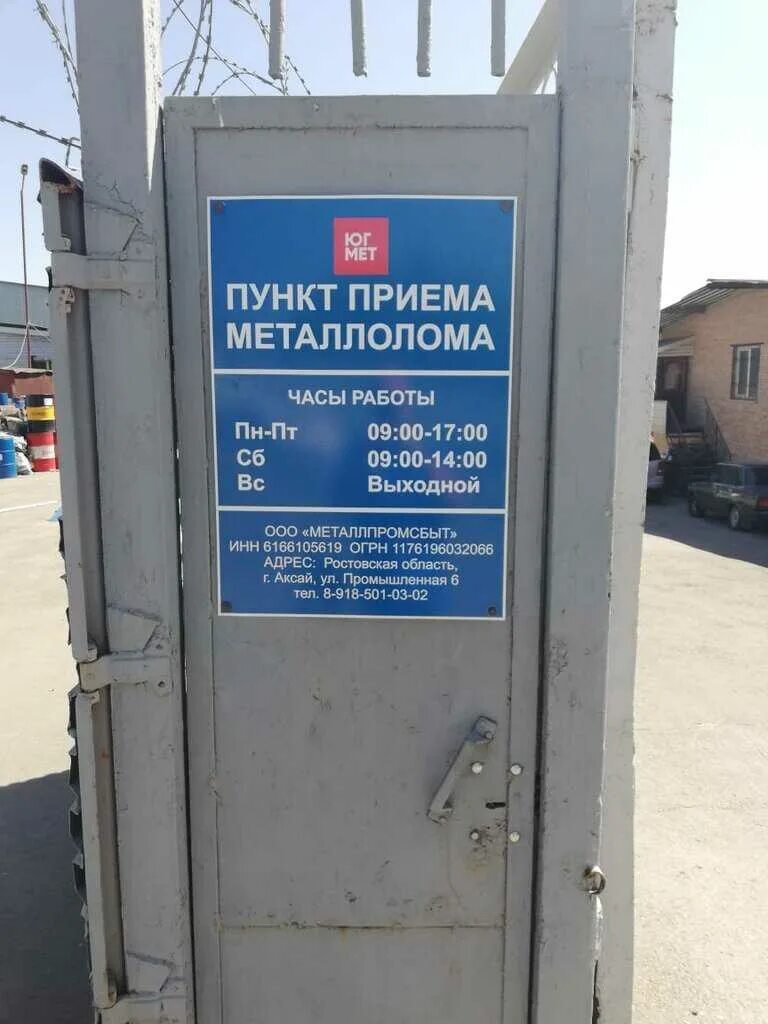 ЮГ
МЕТ
ПУНКТ ПРИЕМА
МЕТАЛЛОЛОМА
ЧАСЫ РАБОТЫ
Пн-Пт 09:00-17:00
Сб 09:00-14:00
Вс Выходной
ООО «МЕТАЛЛПРОМСБЫТ»
ИНН 6166105619 ОГРН 1176196032066
АДРЕС: Ростовская область,
г. Аксай, ул. Промышленная 6
тел. 8-918-501-03-02